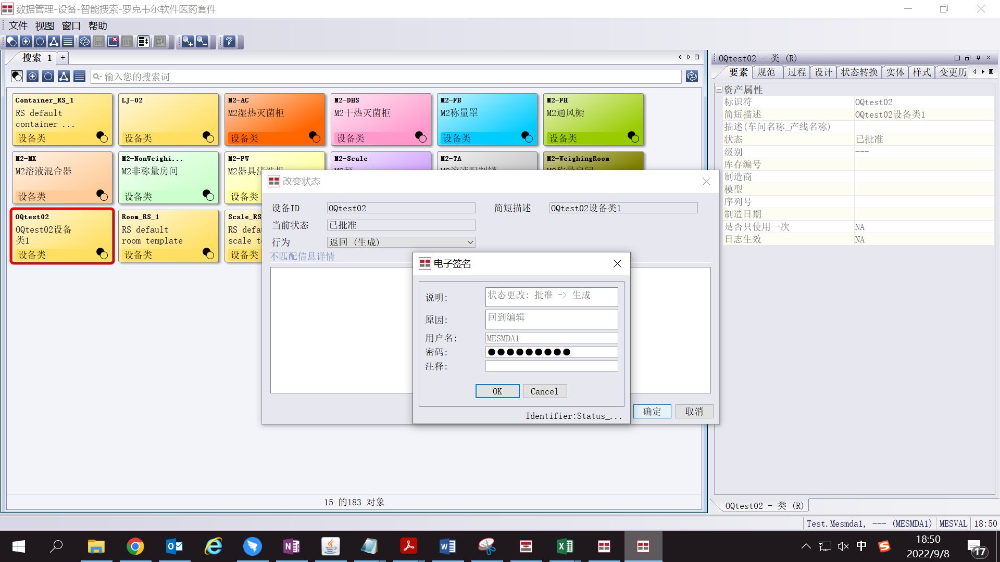 数据管理-设备-智能搜索-罗克韦尔软件医药套件
文件 视图 窗口 帮助
搜索 1 +
输入您的搜索词
Container_RS_1
RS default
container ...
设备类
LJ-02
设备类
M2-AC
M2湿热灭菌柜
设备类
M2-DHS
M2干热灭菌柜
设备类
M2-FB
M2称量罩
设备类
M2-FH
M2通风橱
设备类
M2-MX
M2溶液混合器
设备类
M2-NonWeighi...
M2非称量房间
设备类
M2-PW
M2器具清洗机
设备类
M2-Scale
M2-TA
M2-WeighingRoom
OQtest02
OQtest02设备
类1
设备类
Room_RS_1
RS default
room template
设备类
Scale_RS
RS defa
scale t
设备类
15 的183 对象
改变状态
设备ID OQtest02 简短描述 OQtest02设备类1
当前状态 已批准
行为 返回 (生成)
不匹配信息详情
确定 取消
电子签名
说明: 状态更改: 批准 -> 生成
原因: 回到编辑
用户名: MESMDA1
密码: ●●●●●●●●●
注释:
OK Cancel
Identifier:Status_...
OQtest02 - 类 (R)
要素 规范 过程 设计 状态转换 实体 样式 变更历
资产属性
标识符 OQtest02
简短描述 OQtest02设备类1
描述(车间名称_产线名称)
状态 已批准
级别 ---
库存编号
制造商
模型
序列号
制造日期
是否只使用一次 NA
日志生效 NA
OQtest02 - 类 (R)
Test.Mesmda1, --- (MESMDA1) MESVAL 18:50
中
18:50
2022/9/8
17